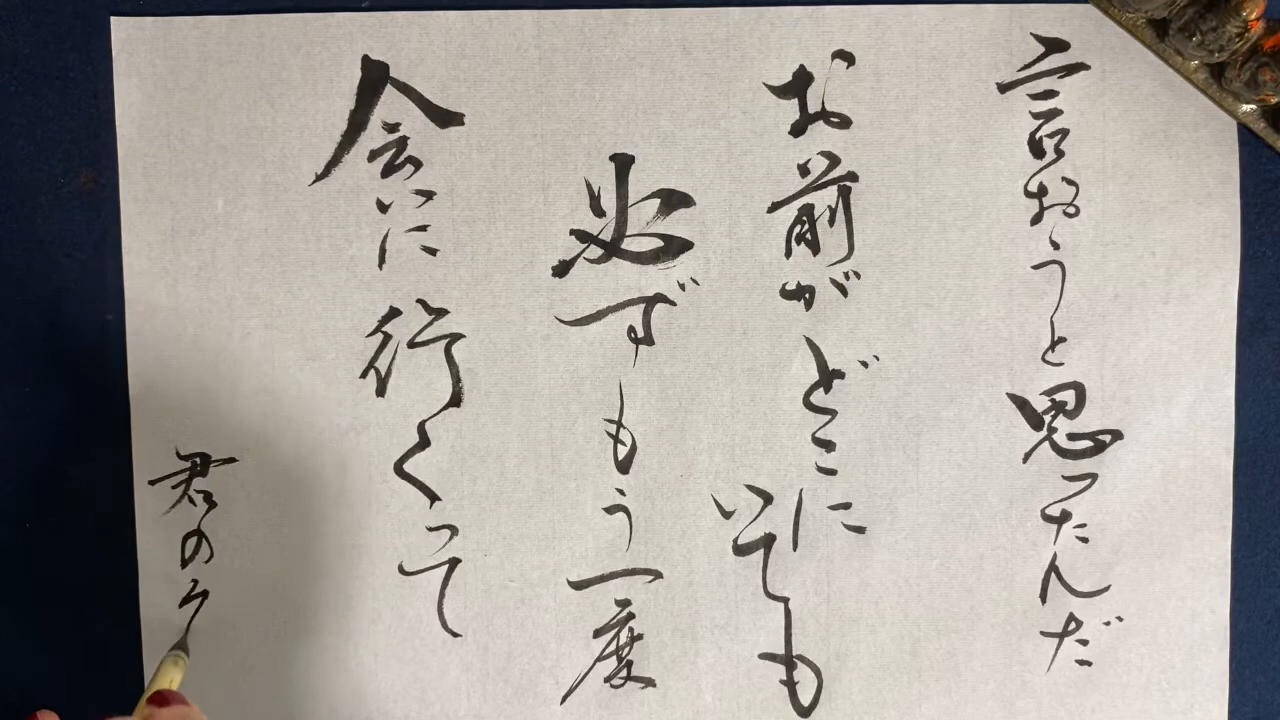 言おうと思ったんだ
お前がどこにいても
必ずもう一度
会いに行くって
君の